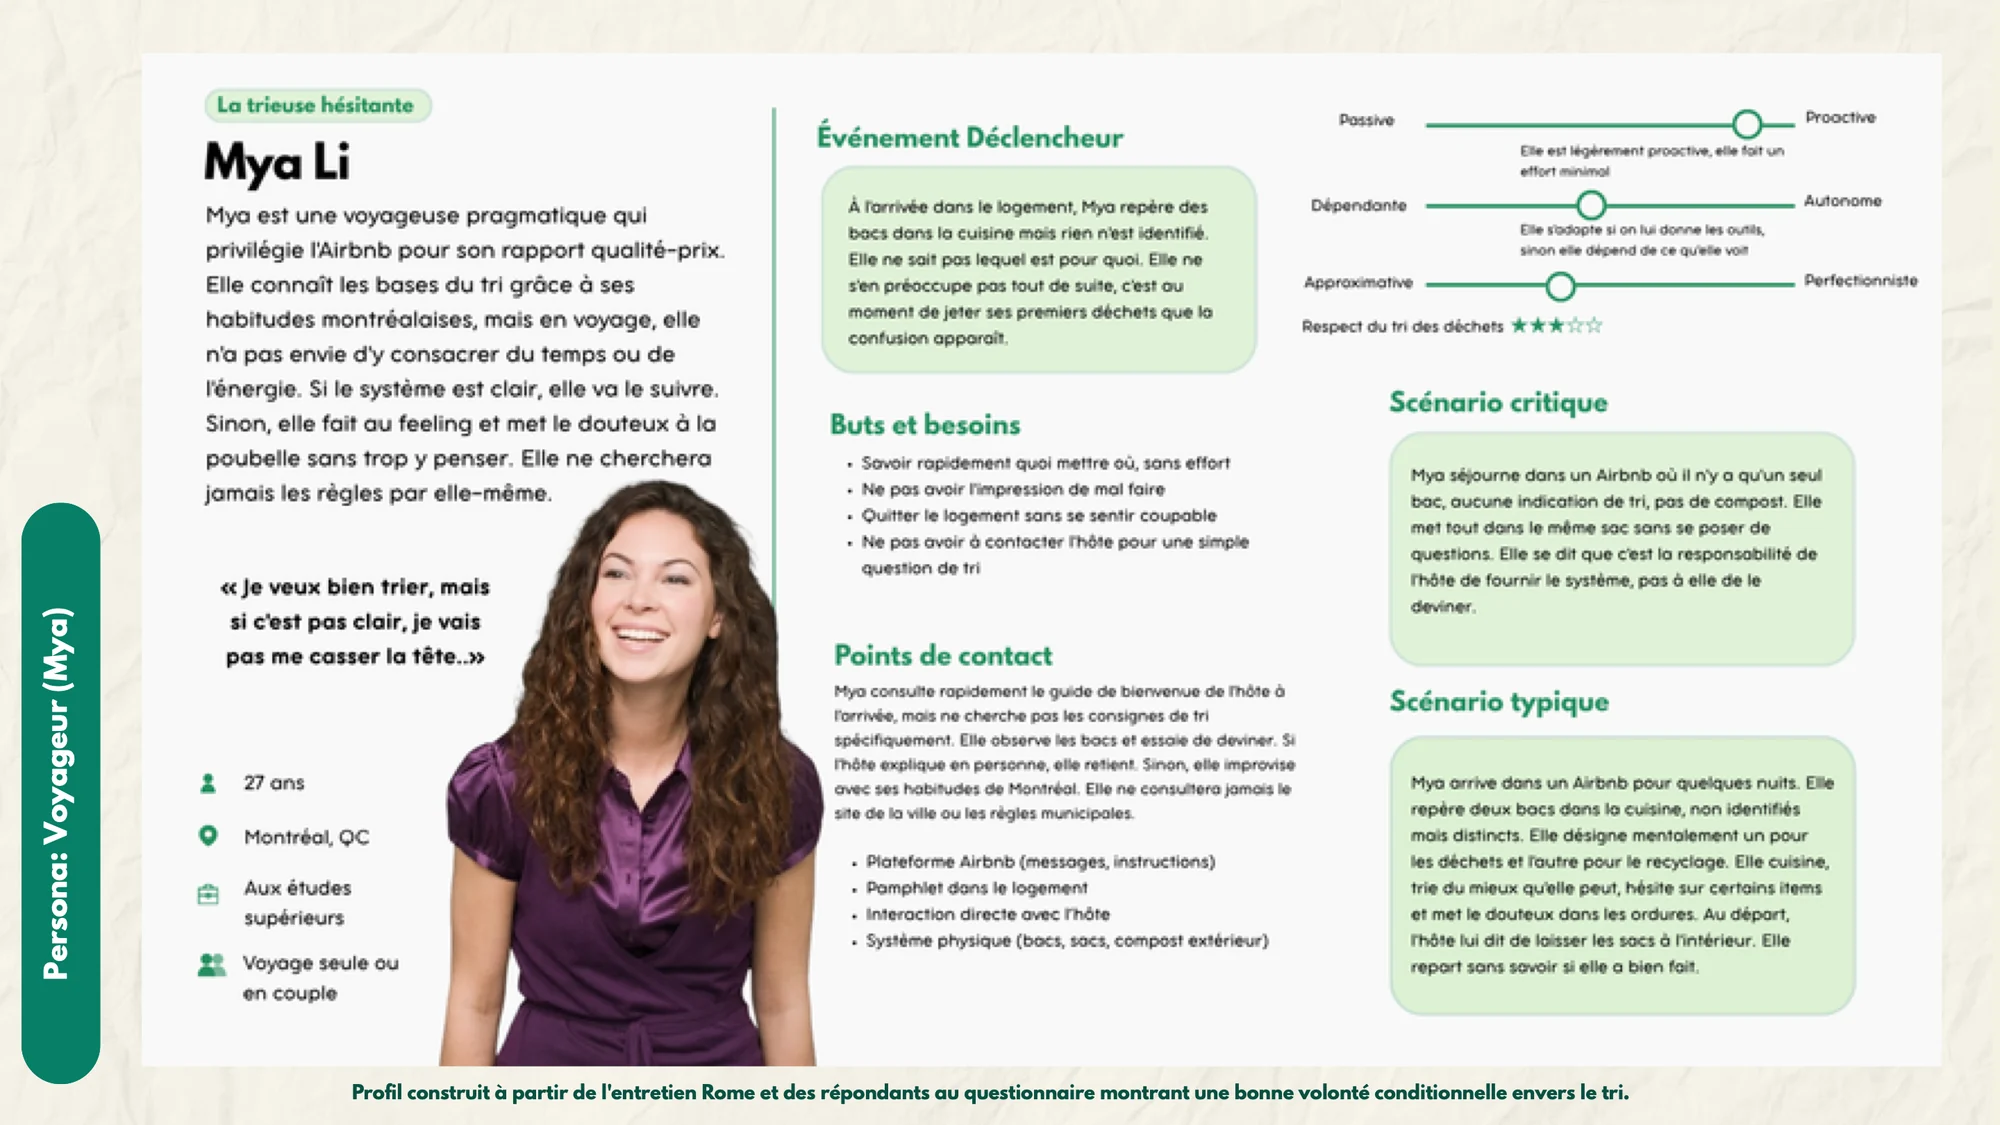 Persona: Voyageur (Mya)
La trieuse hésitante
Mya Li
Mya est une voyageuse pragmatique qui
privilégie l'Airbnb pour son rapport qualité-prix.
Elle connaît les bases du tri grâce à ses
habitudes montréalaises, mais en voyage, elle
n'a pas envie d'y consacrer du temps ou de
l'énergie. Si le système est clair, elle va le suivre.
Sinon, elle fait au feeling et met le douteux à la
poubelle sans trop y penser. Elle ne cherchera
jamais les règles par elle-même.
« Je veux bien trier, mais
si c'est pas clair, je vais
pas me casser la tête..»
27 ans
Montréal, QC
Aux études
supérieurs
Voyage seule ou
en couple
Événement Déclencheur
À l'arrivée dans le logement, Mya repère des
bacs dans la cuisine mais rien n'est identifié.
Elle ne sait pas lequel est pour quoi. Elle ne
s'en préoccupe pas tout de suite, c'est au
moment de jeter ses premiers déchets que la
confusion apparaît.
Buts et besoins
• Savoir rapidement quoi mettre où, sans effort
• Ne pas avoir l'impression de mal faire
• Quitter le logement sans se sentir coupable
• Ne pas avoir à contacter l'hôte pour une simple
question de tri
Points de contact
Mya consulte rapidement le guide de bienvenue de l'hôte à
l'arrivée, mais ne cherche pas les consignes de tri
spécifiquement. Elle observe les bacs et essaie de deviner. Si
l'hôte explique en personne, elle retient. Sinon, elle improvise
avec ses habitudes de Montréal. Elle ne consultera jamais le
site de la ville ou les règles municipales.
• Plateforme Airbnb (messages, instructions)
• Pamphlet dans le logement
• Interaction directe avec l'hôte
• Système physique (bacs, sacs, compost extérieur)
Passive Proactive
Elle est légèrement proactive, elle fait un
effort minimal
Dépendante Autonome
Elle s'adapte si on lui donne les outils,
sinon elle dépend de ce qu'elle voit
Approximative Perfectionniste
Respect du tri des déchets ★★★☆☆
Scénario critique
Mya séjourne dans un Airbnb où il n'y a qu'un seul
bac, aucune indication de tri, pas de compost. Elle
met tout dans le même sac sans se poser de
questions. Elle se dit que c'est la responsabilité de
l'hôte de fournir le système, pas à elle de le
deviner.
Scénario typique
Mya arrive dans un Airbnb pour quelques nuits. Elle
repère deux bacs dans la cuisine, non identifiés
mais distincts. Elle désigne mentalement un pour
les déchets et l'autre pour le recyclage. Elle cuisine,
trie du mieux qu'elle peut, hésite sur certains items
et met le douteux dans les ordures. Au départ,
l'hôte lui dit de laisser les sacs à l'intérieur. Elle
repart sans savoir si elle a bien fait.
Profil construit à partir de l'entretien Rome et des répondants au questionnaire montrant une bonne volonté conditionnelle envers le tri.